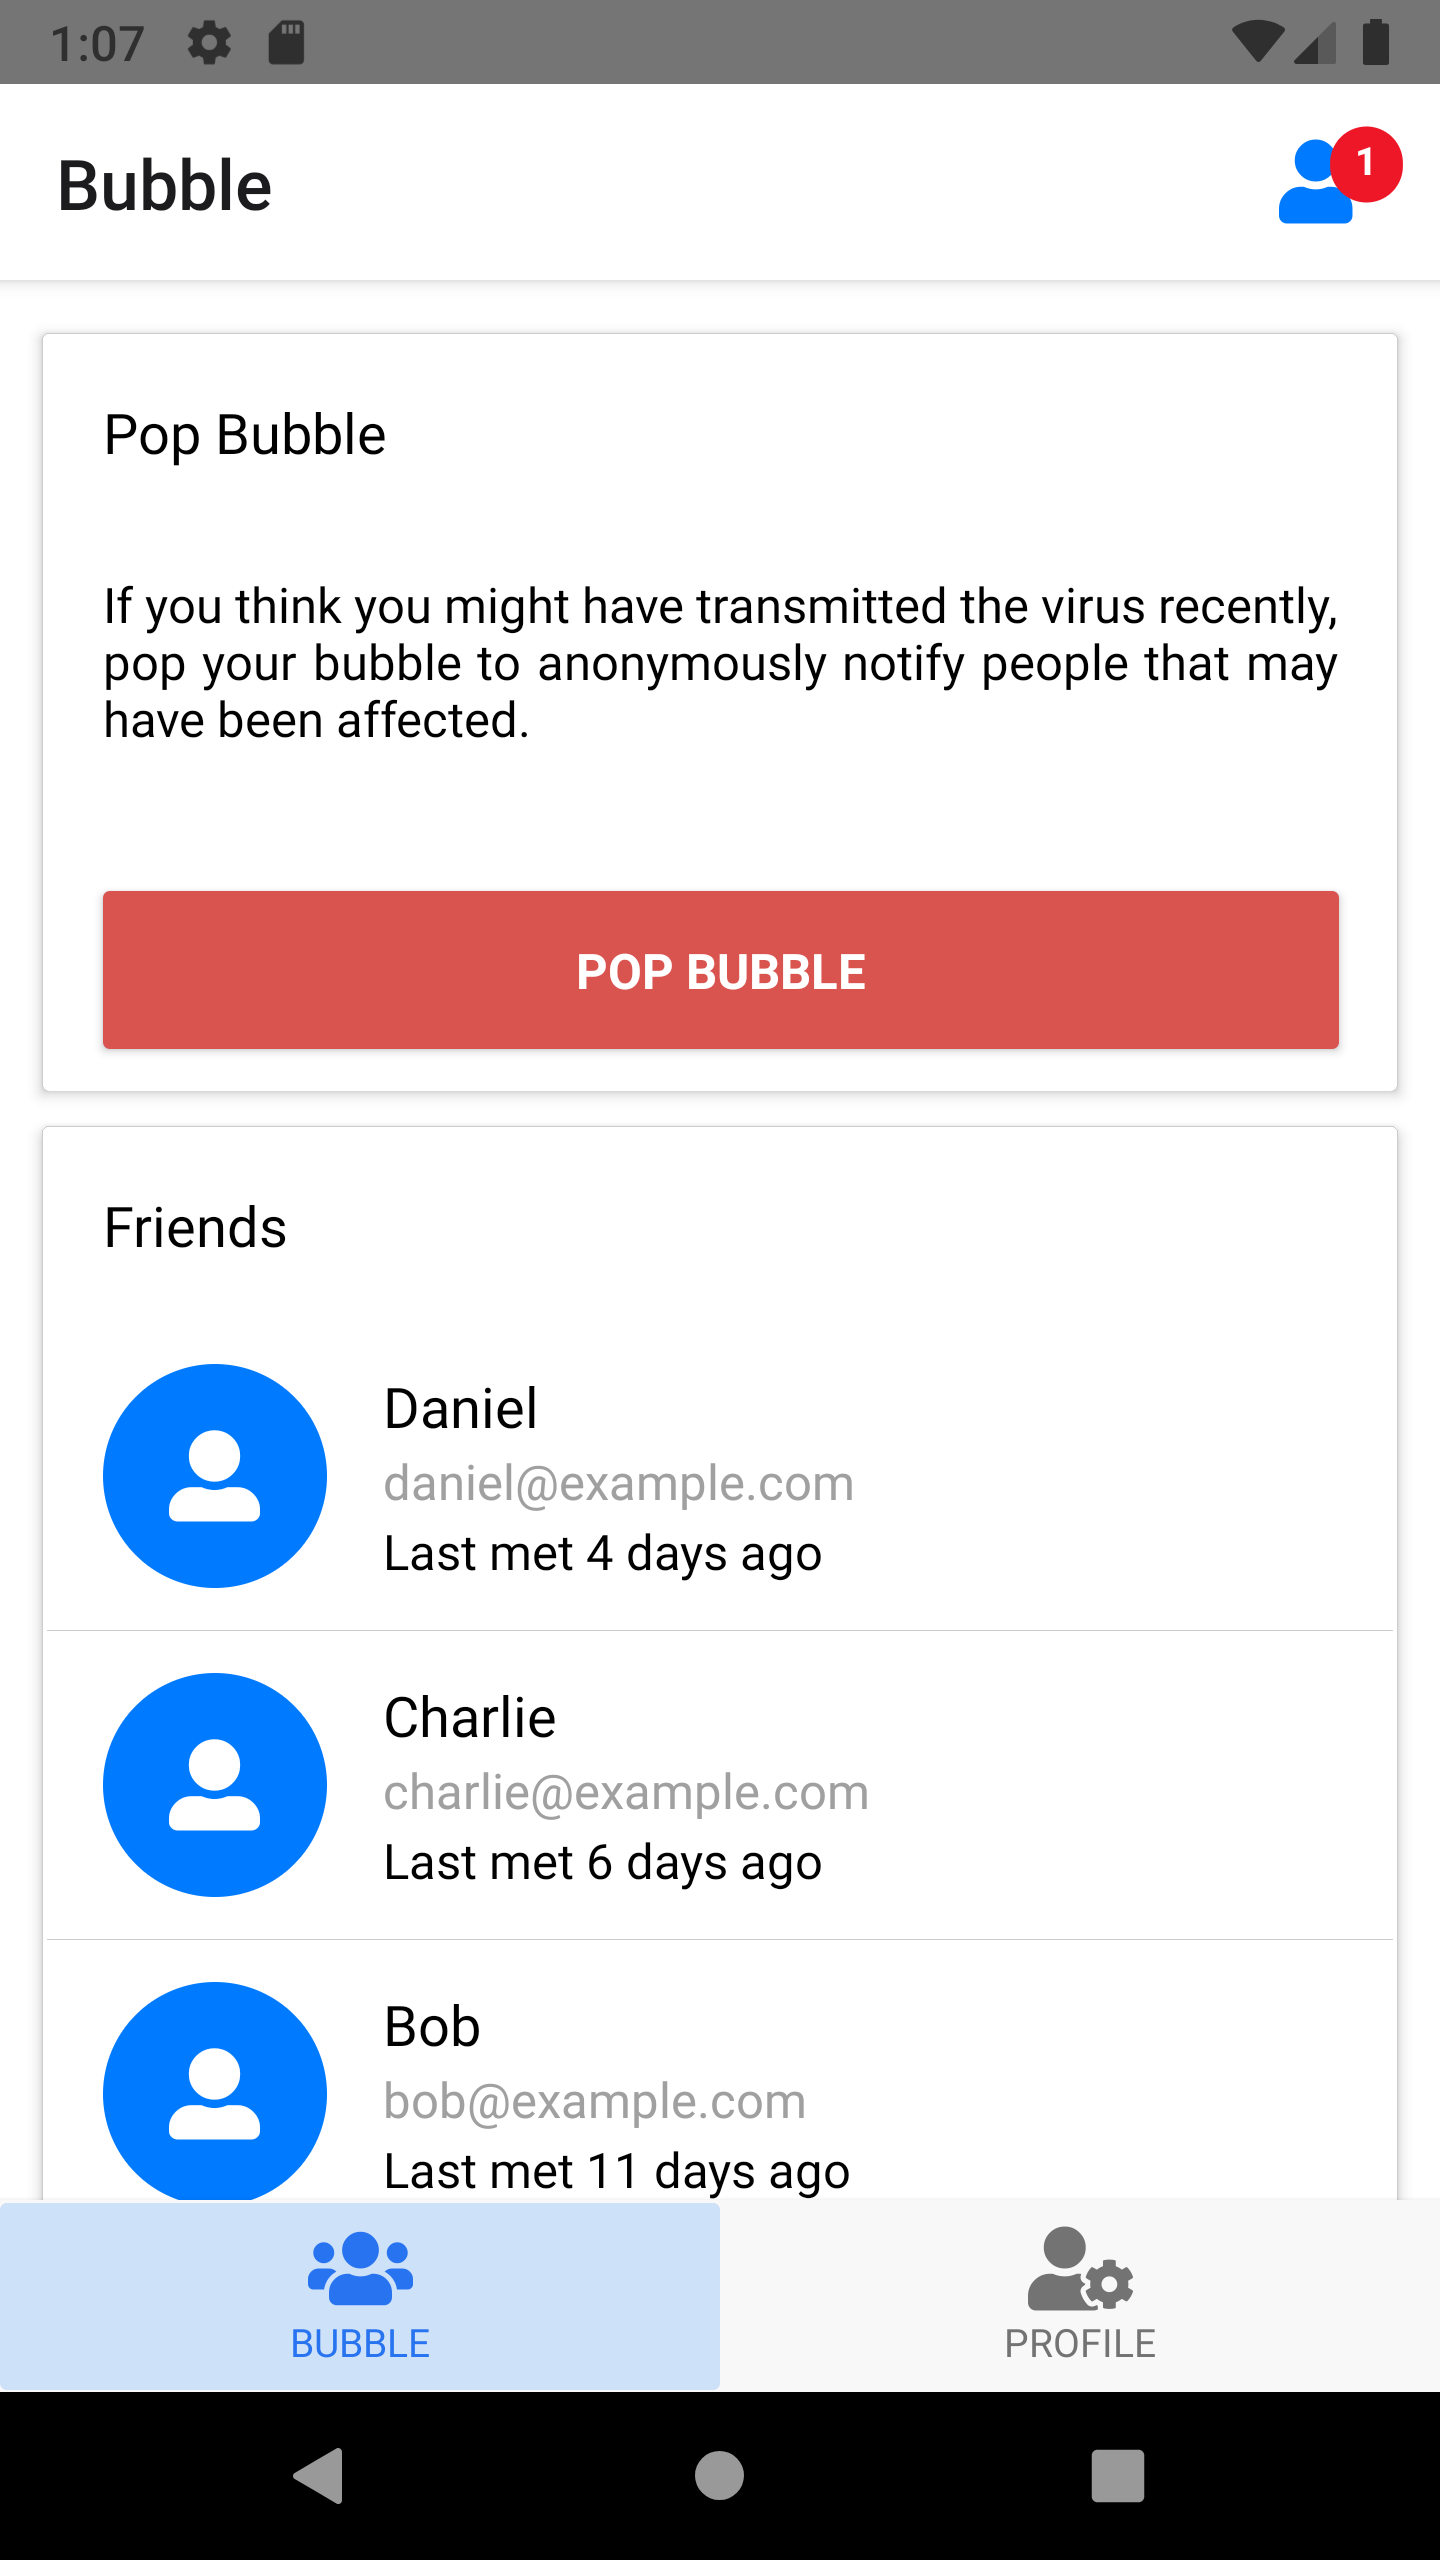 1:07
Bubble
1
Pop Bubble
If you think you might have transmitted the virus recently,
pop your bubble to anonymously notify people that may
have been affected.
POP BUBBLE
Friends
Daniel
daniel@example.com
Last met 4 days ago
Charlie
charlie@example.com
Last met 6 days ago
Bob
bob@example.com
Last met 11 days ago
BUBBLE
PROFILE